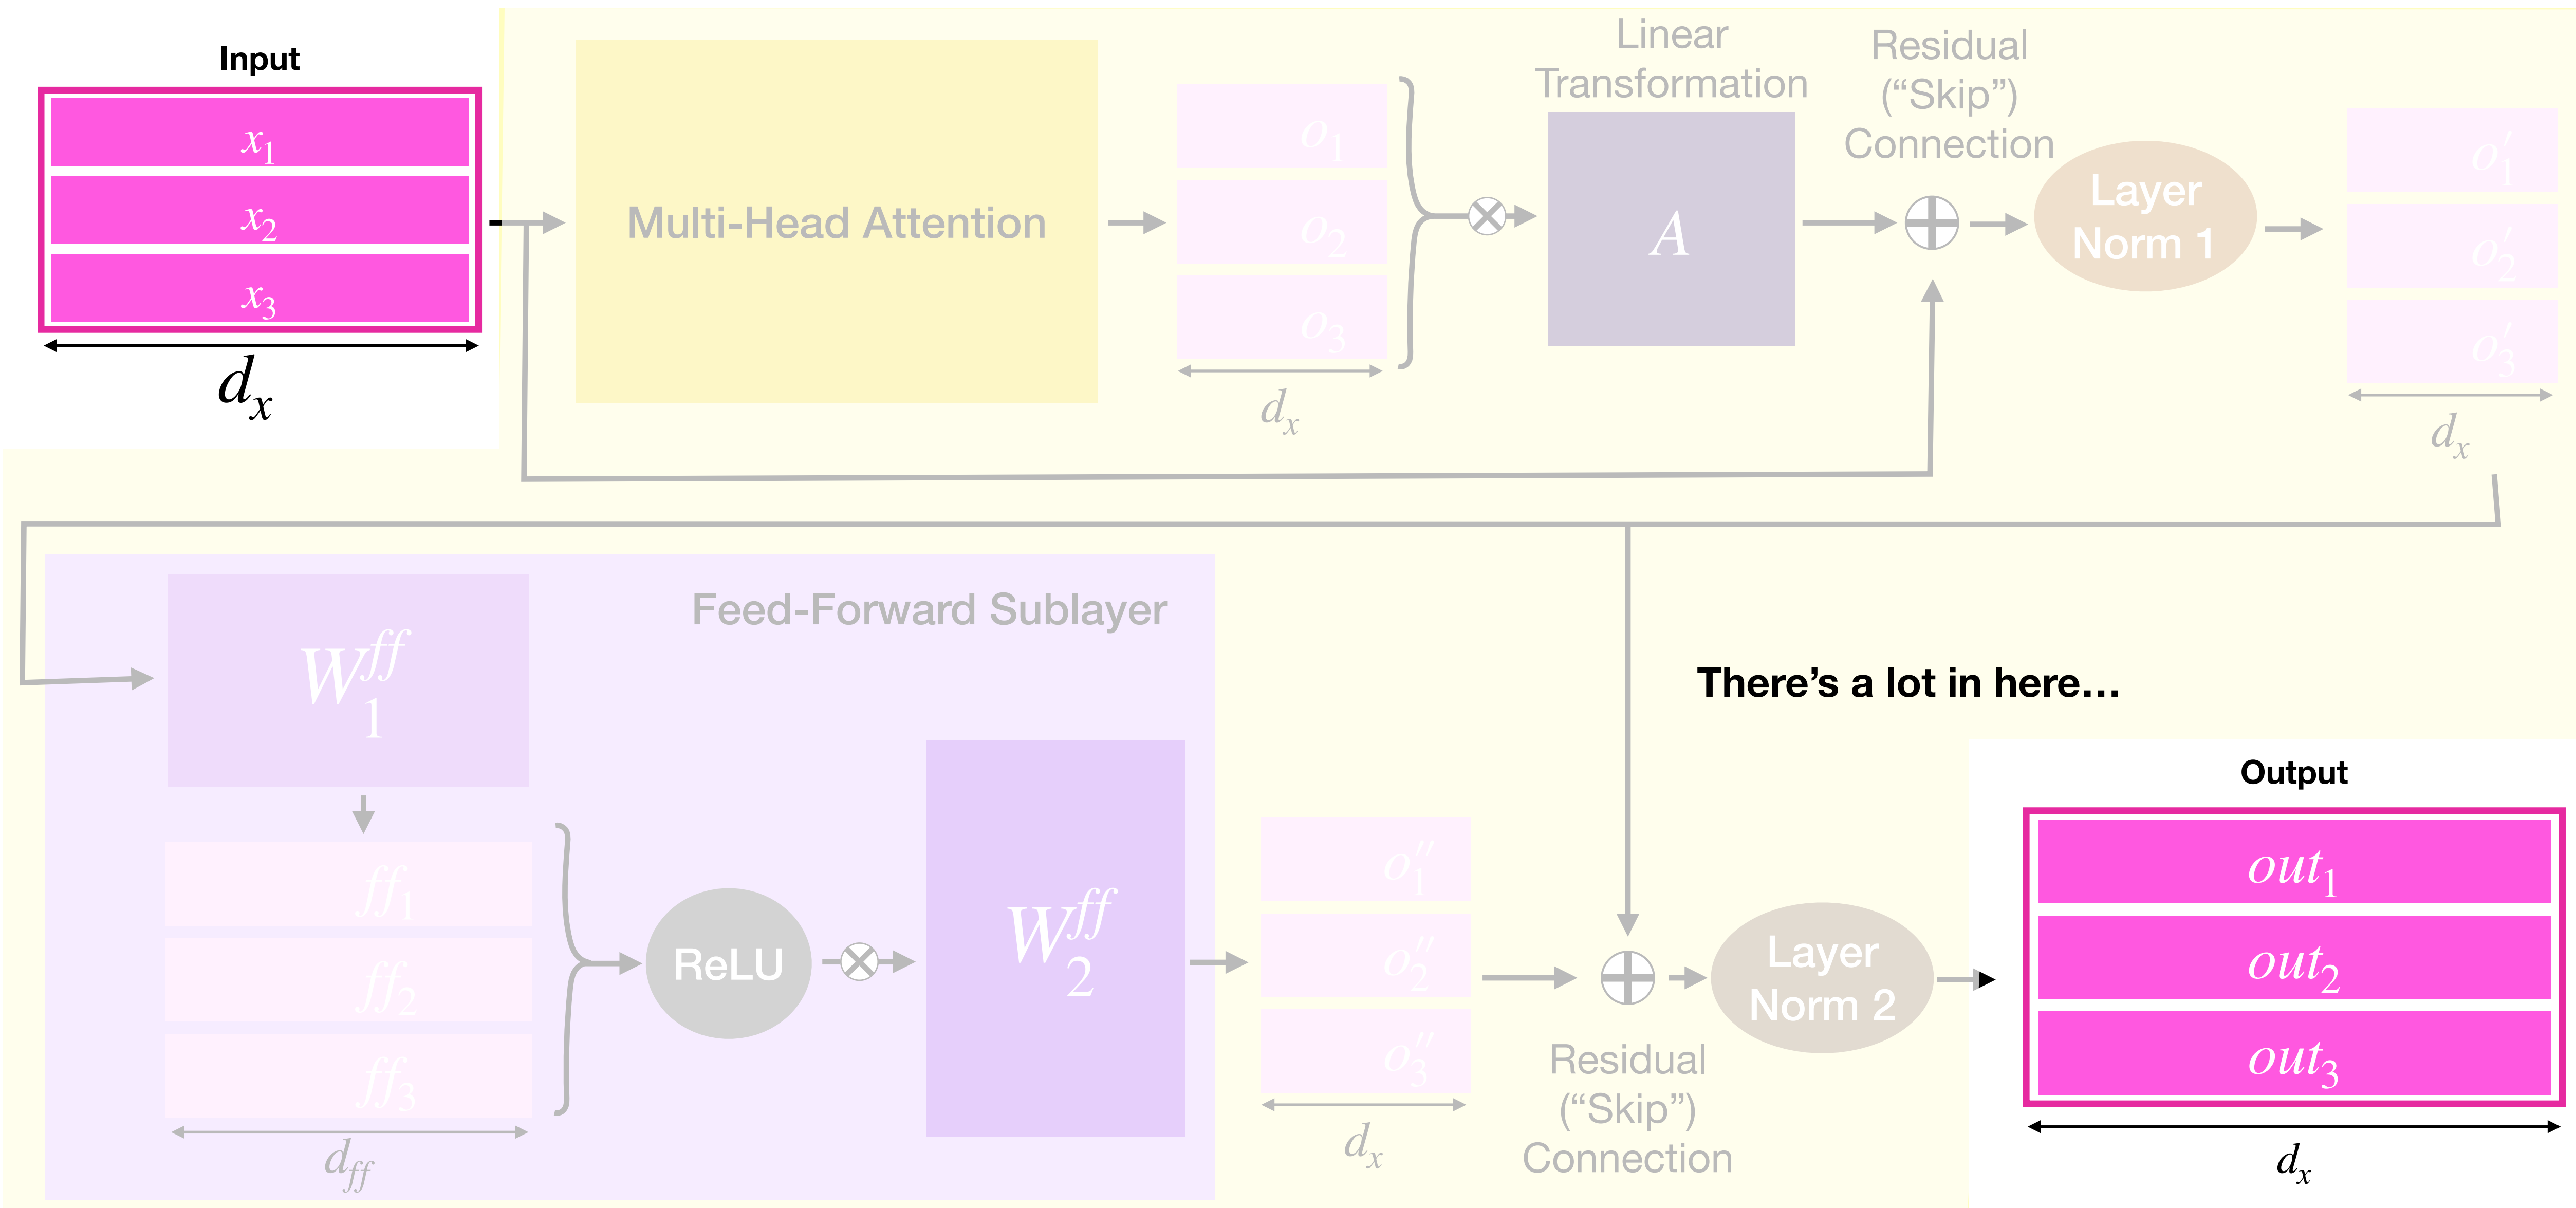 Input
x₁
x₂
x₃
dₓ
Multi-Head Attention
o₁
o₂
o₃
dₓ
Linear
Transformation
A
Residual
(“Skip”)
Connection
Layer
Norm 1
o₁′
o₂′
o₃′
dₓ
Feed-Forward Sublayer
W₁ᶠᶠ
ff₁
ff₂
ff₃
d_ff
ReLU
W₂ᶠᶠ
o₁″
o₂″
o₃″
dₓ
There’s a lot in here…
Residual
(“Skip”)
Connection
Layer
Norm 2
Output
out₁
out₂
out₃
dₓ